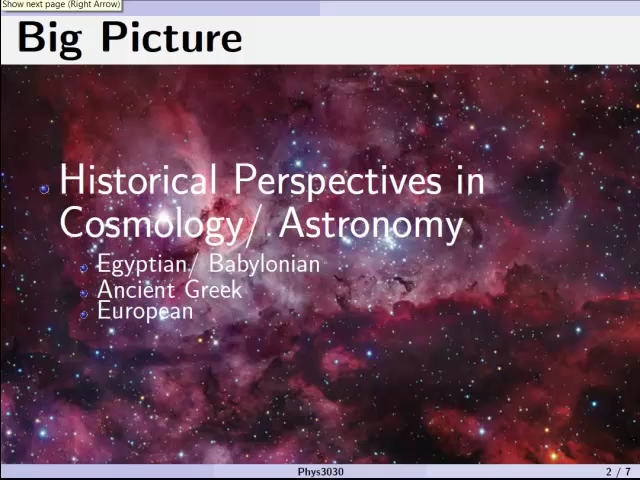 Show next page (Right Arrow)
Big Picture
Historical Perspectives in
Cosmology/ Astronomy
Egyptian/ Babylonian
Ancient Greek
European
Phys3030
2 / 7